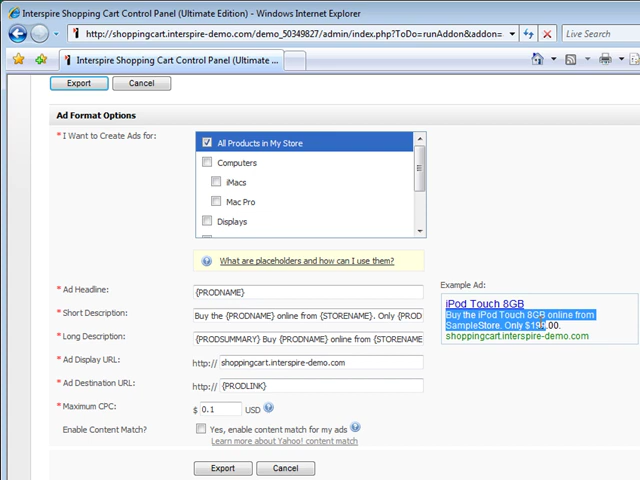 Interspire Shopping Cart Control Panel (Ultimate Edition) - Windows Internet Explorer
http://shoppingcart.interspire-demo.com/demo_50349827/admin/index.php?ToDo=runAddon&addon=
Interspire Shopping Cart Control Panel (Ultimate ...
Export Cancel
Ad Format Options
* I Want to Create Ads for:
All Products in My Store
Computers
iMacs
Mac Pro
Displays
What are placeholders and how can I use them?
* Ad Headline: {PRODNAME}
* Short Description: Buy the {PRODNAME} online from {STORENAME}. Only {PROD
* Long Description: {PRODSUMMARY} Buy {PRODNAME} online from {STORENAME
* Ad Display URL: http:// shoppingcart.interspire-demo.com
* Ad Destination URL: http:// {PRODLINK}
* Maximum CPC: $ 0.1 USD
Enable Content Match? Yes, enable content match for my ads
Learn more about Yahoo! content match
Export Cancel
Example Ad:
iPod Touch 8GB
Buy the iPod Touch 8GB online from
SampleStore. Only $199.00.
shoppingcart.interspire-demo.com